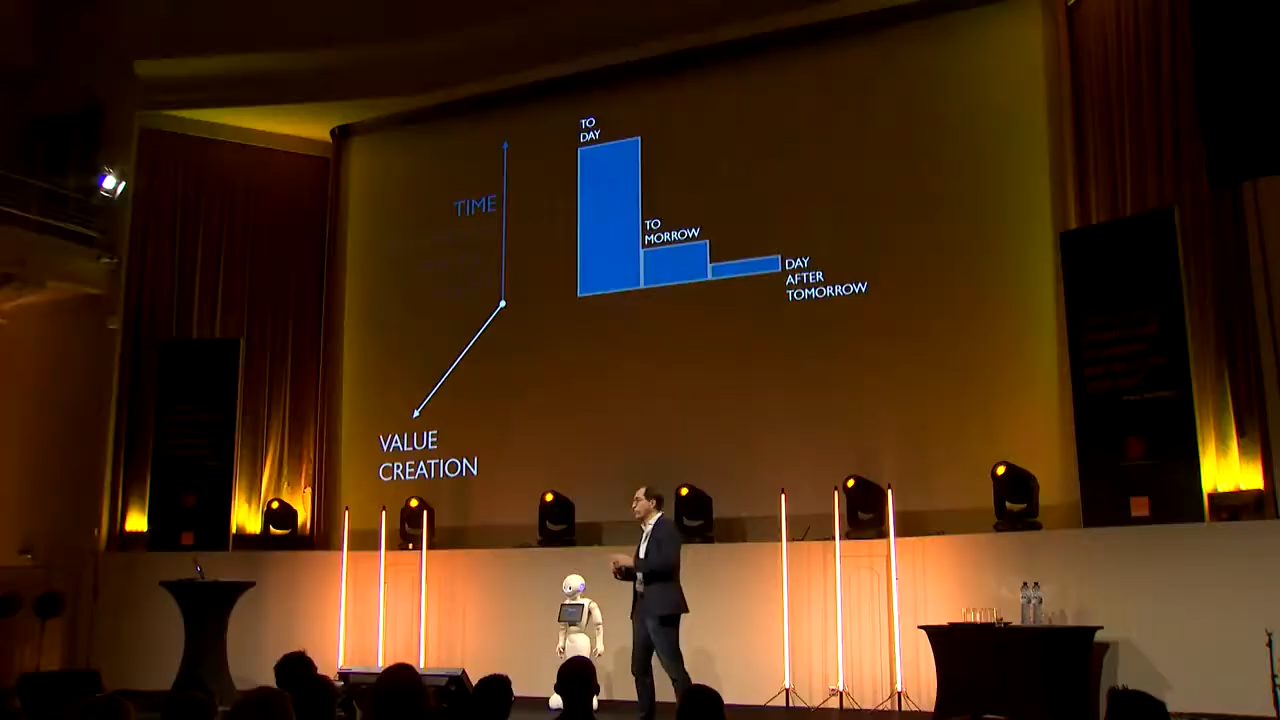 TO
DAY
TIME
TO
MORROW
DAY
AFTER
TOMORROW
VALUE
CREATION